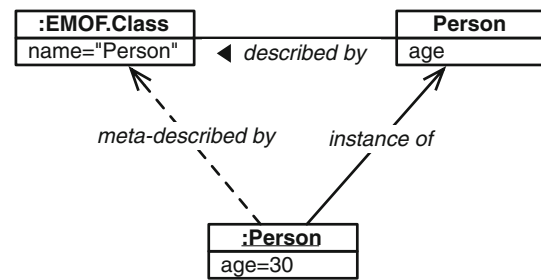 :EMOF.Class
Person
name="Person"
◀ described by
age
meta-described by
instance of
:Person
age=30